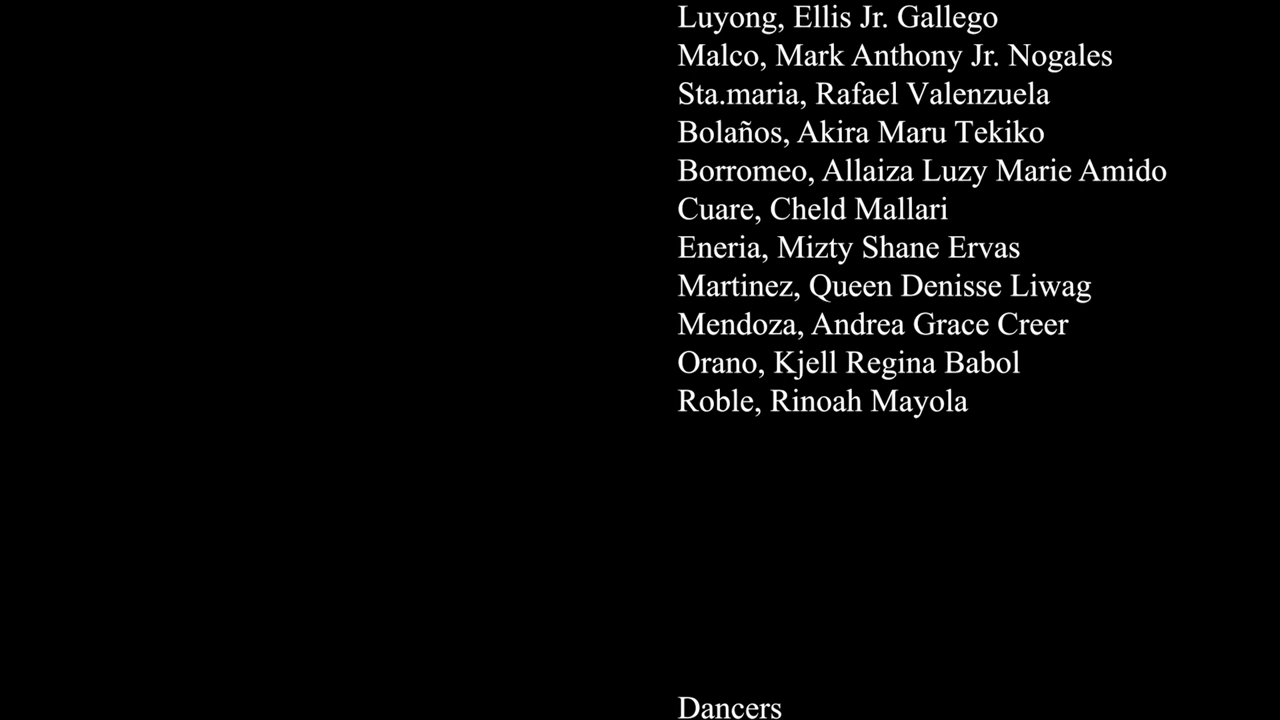 Luyong, Ellis Jr. Gallego
Malco, Mark Anthony Jr. Nogales
Sta.maria, Rafael Valenzuela
Bolaños, Akira Maru Tekiko
Borromeo, Allaiza Luzy Marie Amido
Cuare, Cheld Mallari
Eneria, Mizty Shane Ervas
Martinez, Queen Denisse Liwag
Mendoza, Andrea Grace Creer
Orano, Kjell Regina Babol
Roble, Rinoah Mayola
Dancers